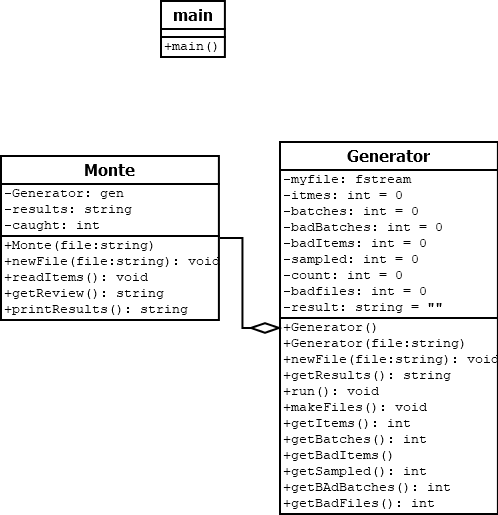 main
+main()
Monte
-Generator: gen
-results: string
-caught: int
+Monte(file:string)
+newFile(file:string): void
+readItems(): void
+getReview(): string
+printResults(): string
Generator
-myfile: fstream
-itmes: int = 0
-batches: int = 0
-badBatches: int = 0
-badItems: int = 0
-sampled: int = 0
-count: int = 0
-badfiles: int = 0
-result: string = ""
+Generator()
+Generator(file:string)
+newFile(file:string): void
+getResults(): string
+run(): void
+makeFiles(): void
+getItems(): int
+getBatches(): int
+getBadItems()
+getSampled(): int
+getBAdBatches(): int
+getBadFiles(): int